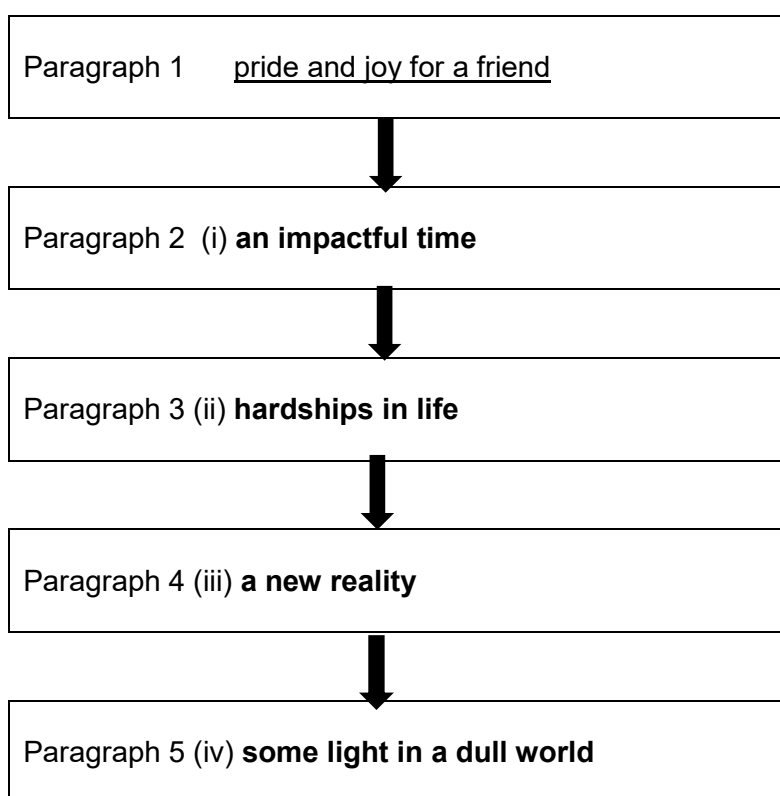 Paragraph 1 pride and joy for a friend
Paragraph 2 (i) an impactful time
Paragraph 3 (ii) hardships in life
Paragraph 4 (iii) a new reality
Paragraph 5 (iv) some light in a dull world